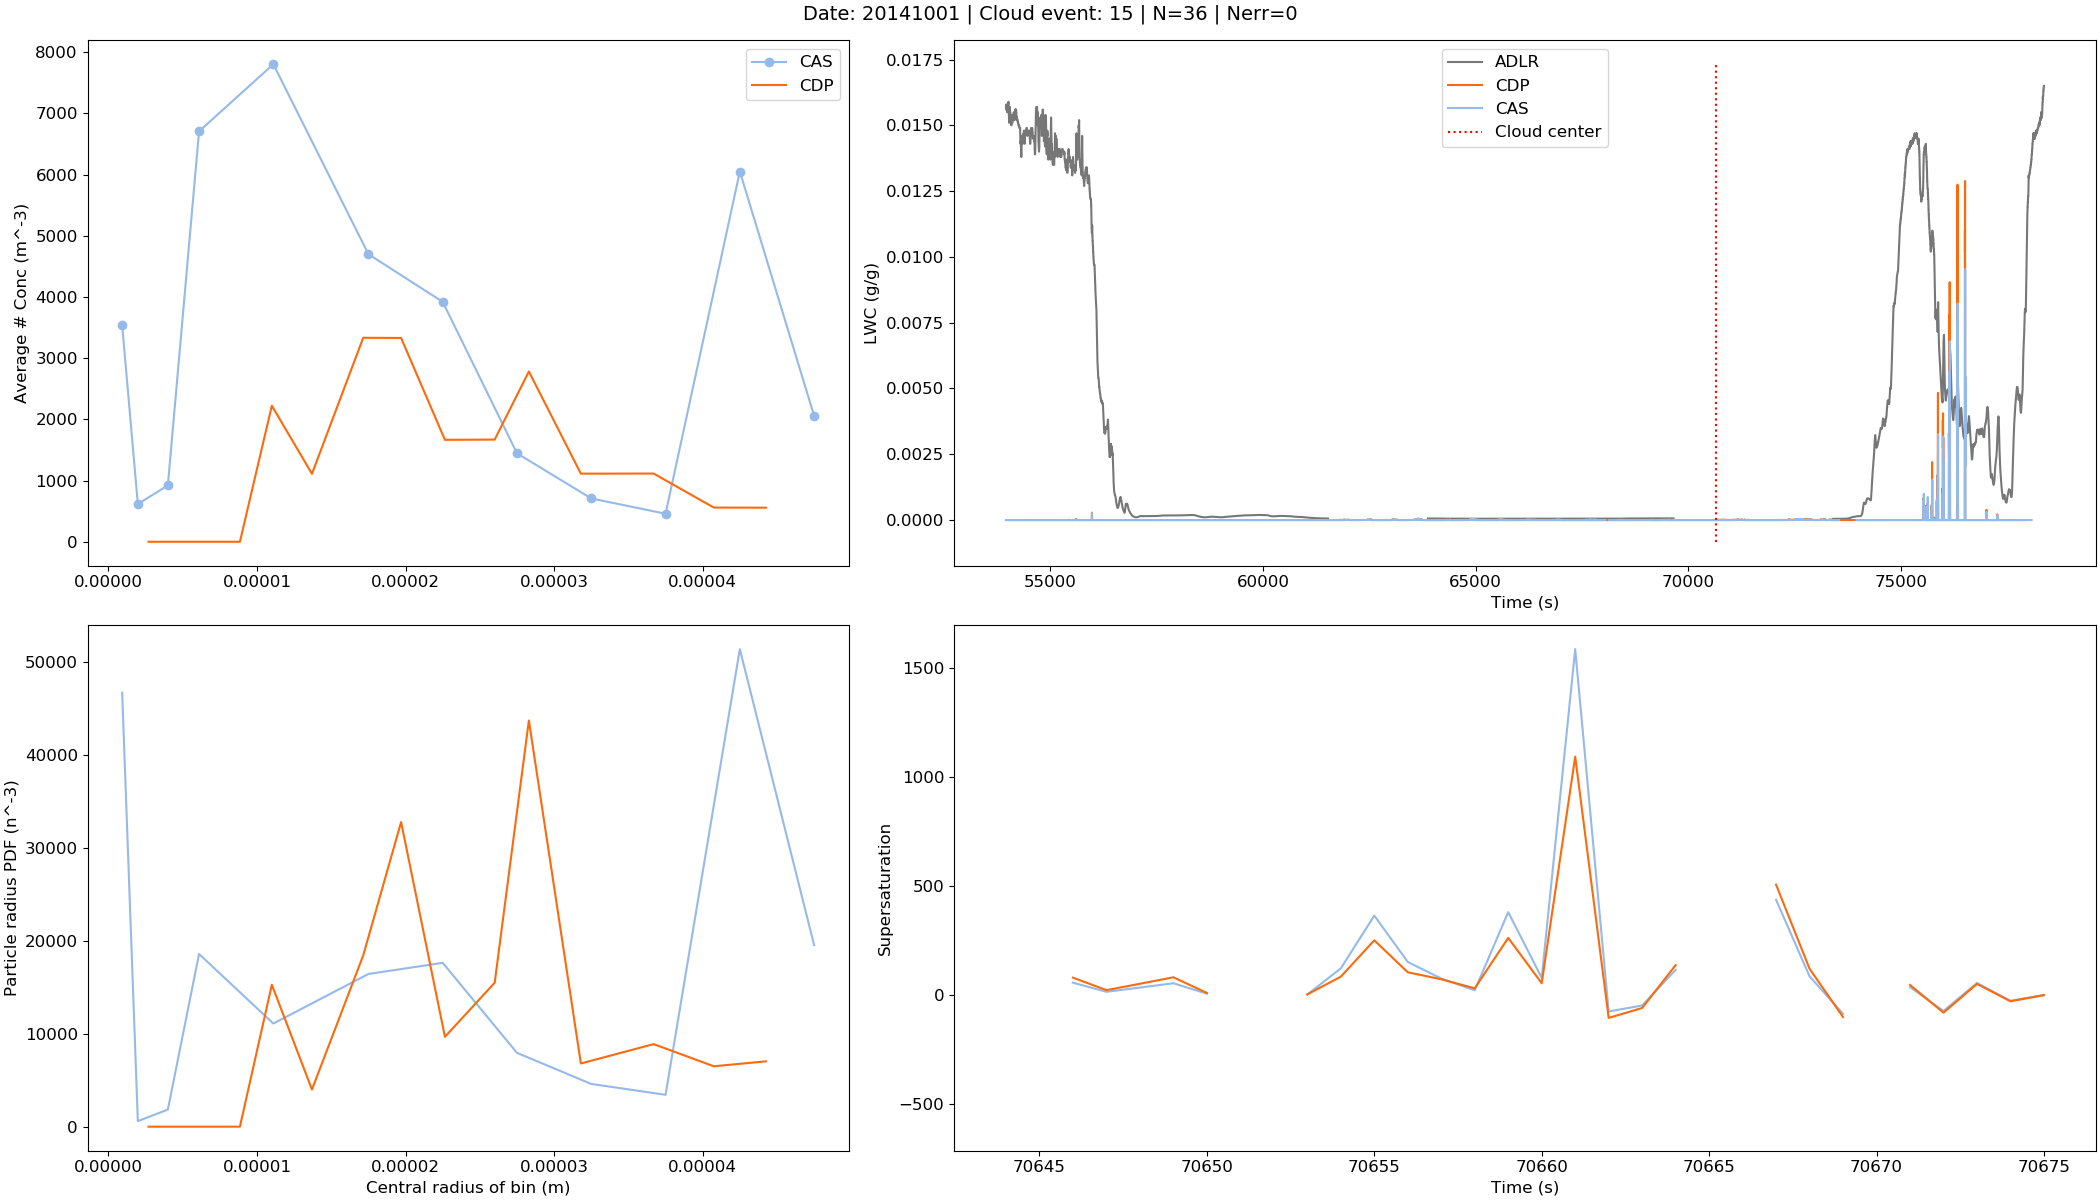 Date: 20141001 | Cloud event: 15 | N=36 | Nerr=0
Average # Conc (m^-3)
8000
7000
6000
5000
4000
3000
2000
1000
0
0.00000 0.00001 0.00002 0.00003 0.00004
CAS
CDP
LWC (g/g)
0.0175
0.0150
0.0125
0.0100
0.0075
0.0050
0.0025
0.0000
55000 60000 65000 70000 75000
Time (s)
ADLR
CDP
CAS
Cloud center
Particle radius PDF (n^-3)
50000
40000
30000
20000
10000
0
0.00000 0.00001 0.00002 0.00003 0.00004
Central radius of bin (m)
Supersaturation
1500
1000
500
0
−500
70645 70650 70655 70660 70665 70670 70675
Time (s)